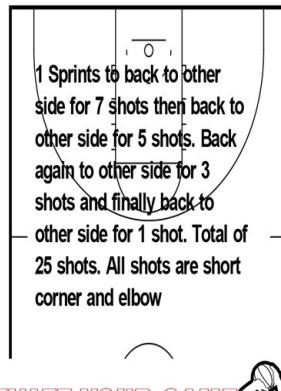 1 Sprints to back to other
side for 7 shots then back to
other side for 5 shots. Back
again to other side for 3
shots and finally back to
other side for 1 shot. Total of
25 shots. All shots are short
corner and elbow